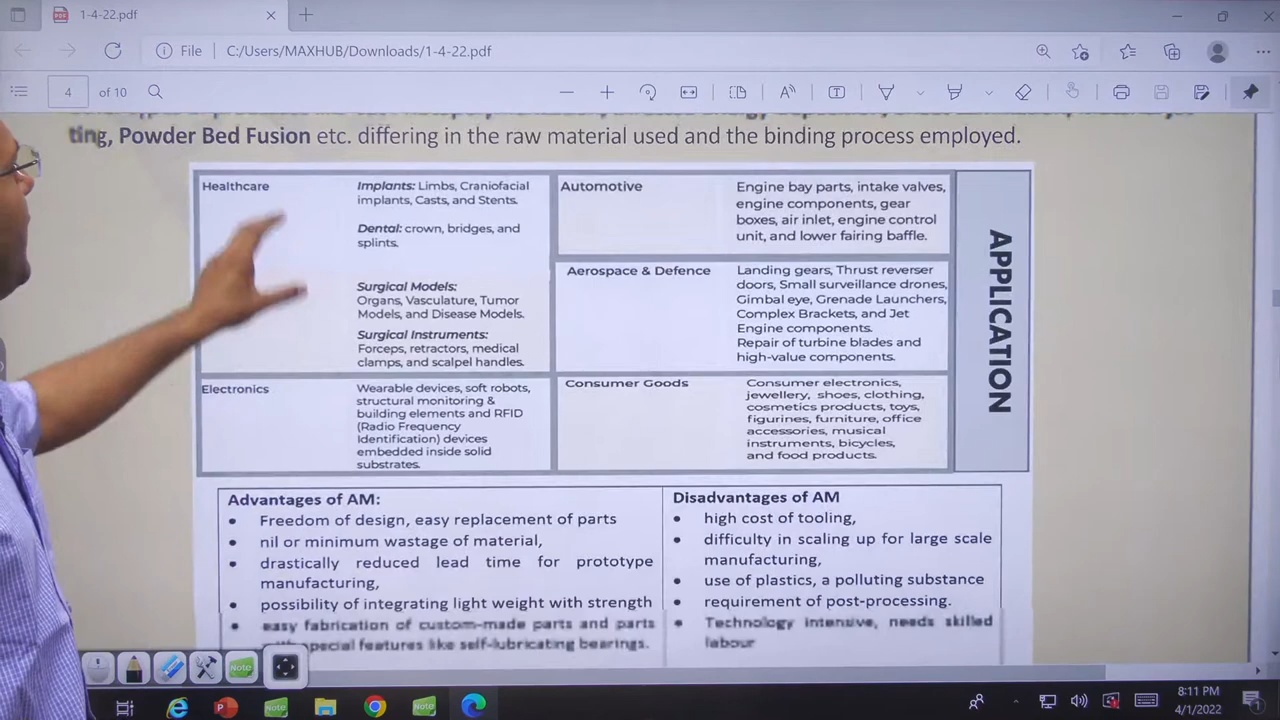 1-4-22.pdf
File C:/Users/MAXHUB/Downloads/1-4-22.pdf
4 of 10
ting, Powder Bed Fusion etc. differing in the raw material used and the binding process employed.
Healthcare
Implants: Limbs, Craniofacial
implants, Casts, and Stents.
Dental: crown, bridges, and
splints.
Surgical Models:
Organs, Vasculature, Tumor
Models, and Disease Models.
Surgical Instruments:
Forceps, retractors, medical
clamps, and scalpel handles.
Automotive
Engine bay parts, intake valves,
engine components, gear
boxes, air inlet, engine control
unit, and lower fairing baffle.
Aerospace & Defence
Landing gears, Thrust reverser
doors, Small surveillance drones,
Gimbal eye, Grenade Launchers,
Complex Brackets, and Jet
Engine components.
Repair of turbine blades and
high-value components.
Electronics
Wearable devices, soft robots,
structural monitoring &
building elements and RFID
(Radio Frequency
Identification) devices
embedded inside solid
substrates.
Consumer Goods
Consumer electronics,
jewellery, shoes, clothing,
cosmetics products, toys,
figurines, furniture, office
accessories, musical
instruments, bicycles,
and food products.
APPLICATION
Advantages of AM:
• Freedom of design, easy replacement of parts
• nil or minimum wastage of material,
• drastically reduced lead time for prototype
manufacturing,
• possibility of integrating light weight with strength
• easy fabrication of custom-made parts and parts
special features like self-lubricating bearings.
Disadvantages of AM
• high cost of tooling,
• difficulty in scaling up for large scale
manufacturing,
• use of plastics, a polluting substance
• requirement of post-processing.
• Technology intensive, needs skilled
labour
Note
Note
Note
8:11 PM
4/1/2022